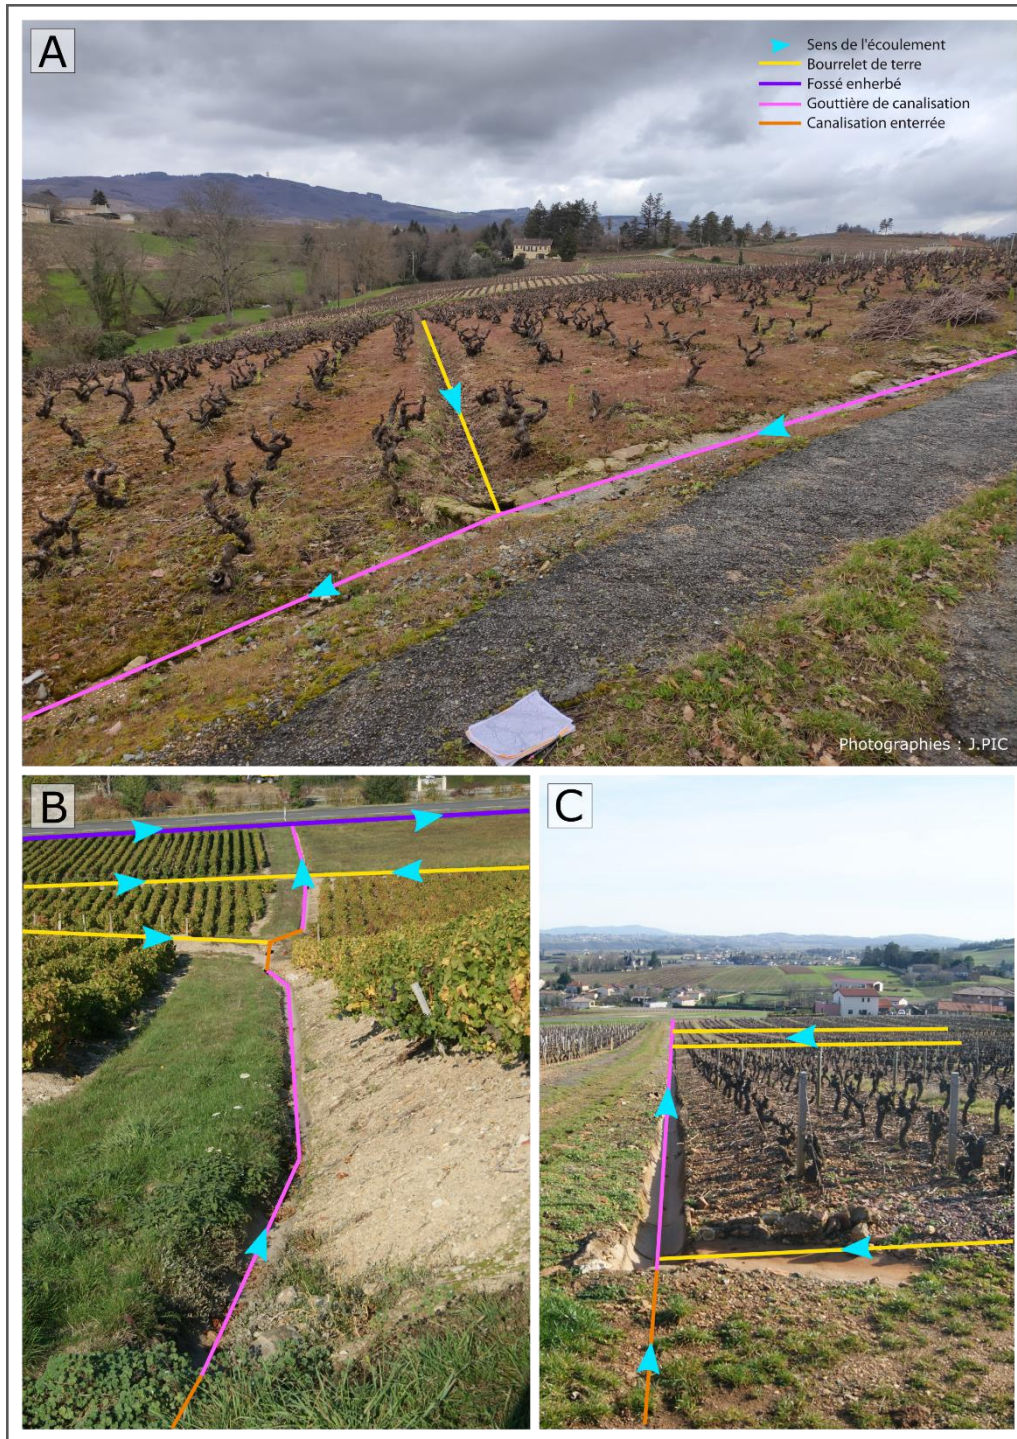 A
Sens de l'écoulement
Bourrelet de terre
Fossé enherbé
Gouttière de canalisation
Canalisation enterrée
Photographies : J.PIC
B
C